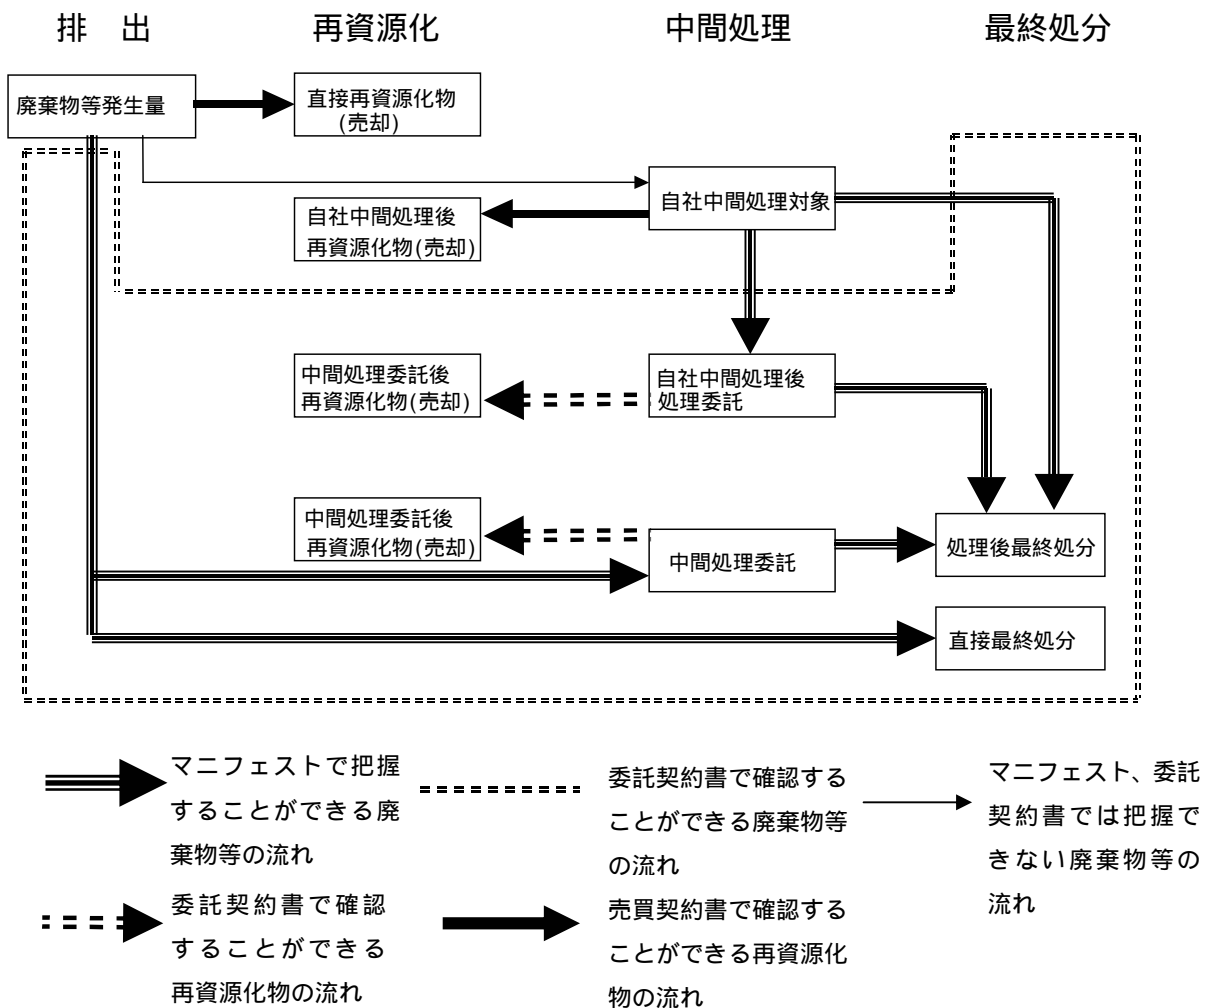 排 出
再資源化
中間処理
最終処分
廃棄物等発生量
直接再資源化物
(売却)
自社中間処理対象
自社中間処理後
再資源化物(売却)
中間処理委託後
再資源化物(売却)
自社中間処理後
処理委託
中間処理委託後
再資源化物(売却)
中間処理委託
処理後最終処分
直接最終処分
マニフェストで把握
することができる廃
棄物等の流れ
委託契約書で確認する
ことができる廃棄物等
の流れ
マニフェスト、委託
契約書では把握で
きない廃棄物等の
流れ
委託契約書で確認
することができる
再資源化物の流れ
売買契約書で確認する
ことができる再資源化
物の流れ